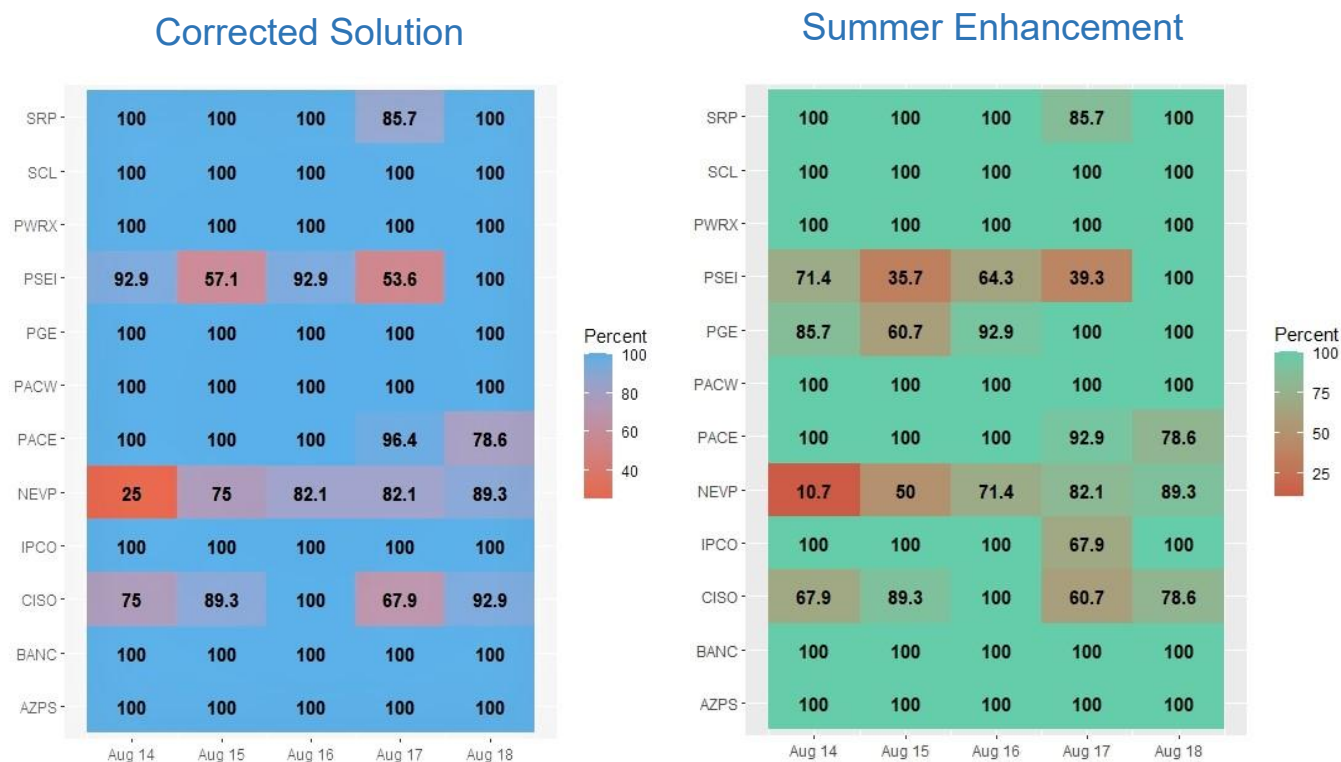 Corrected Solution
SRP 100 100 100 85.7 100
SCL 100 100 100 100 100
PWRX 100 100 100 100 100
PSEI 92.9 57.1 92.9 53.6 100
PGE 100 100 100 100 100
PACW 100 100 100 100 100
PACE 100 100 100 96.4 78.6
NEVP 25 75 82.1 82.1 89.3
IPCO 100 100 100 100 100
CISO 75 89.3 100 67.9 92.9
BANC 100 100 100 100 100
AZPS 100 100 100 100 100
Aug 14 Aug 15 Aug 16 Aug 17 Aug 18
Percent
100
80
60
40
Summer Enhancement
SRP 100 100 100 85.7 100
SCL 100 100 100 100 100
PWRX 100 100 100 100 100
PSEI 71.4 35.7 64.3 39.3 100
PGE 85.7 60.7 92.9 100 100
PACW 100 100 100 100 100
PACE 100 100 100 92.9 78.6
NEVP 10.7 50 71.4 82.1 89.3
IPCO 100 100 100 67.9 100
CISO 67.9 89.3 100 60.7 78.6
BANC 100 100 100 100 100
AZPS 100 100 100 100 100
Aug 14 Aug 15 Aug 16 Aug 17 Aug 18
Percent
100
75
50
25